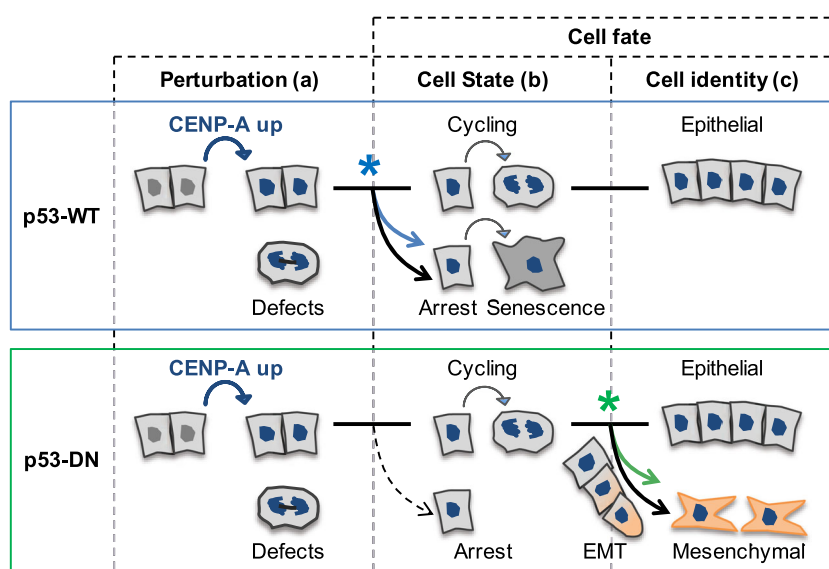 Cell fate
Perturbation (a) Cell State (b) Cell identity (c)
p53-WT
CENP-A up Cycling Epithelial
*
Defects Arrest Senescence
p53-DN
CENP-A up Cycling Epithelial
*
Defects Arrest EMT Mesenchymal